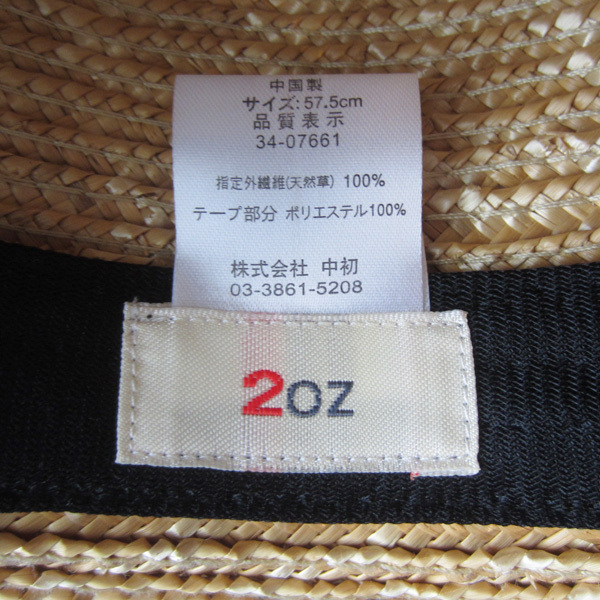 中国製
サイズ:57.5cm
品質表示
34-07661
指定外繊維(天然草) 100%
テープ部分 ポリエステル100%
株式会社 中初
03-3861-5208
2OZ